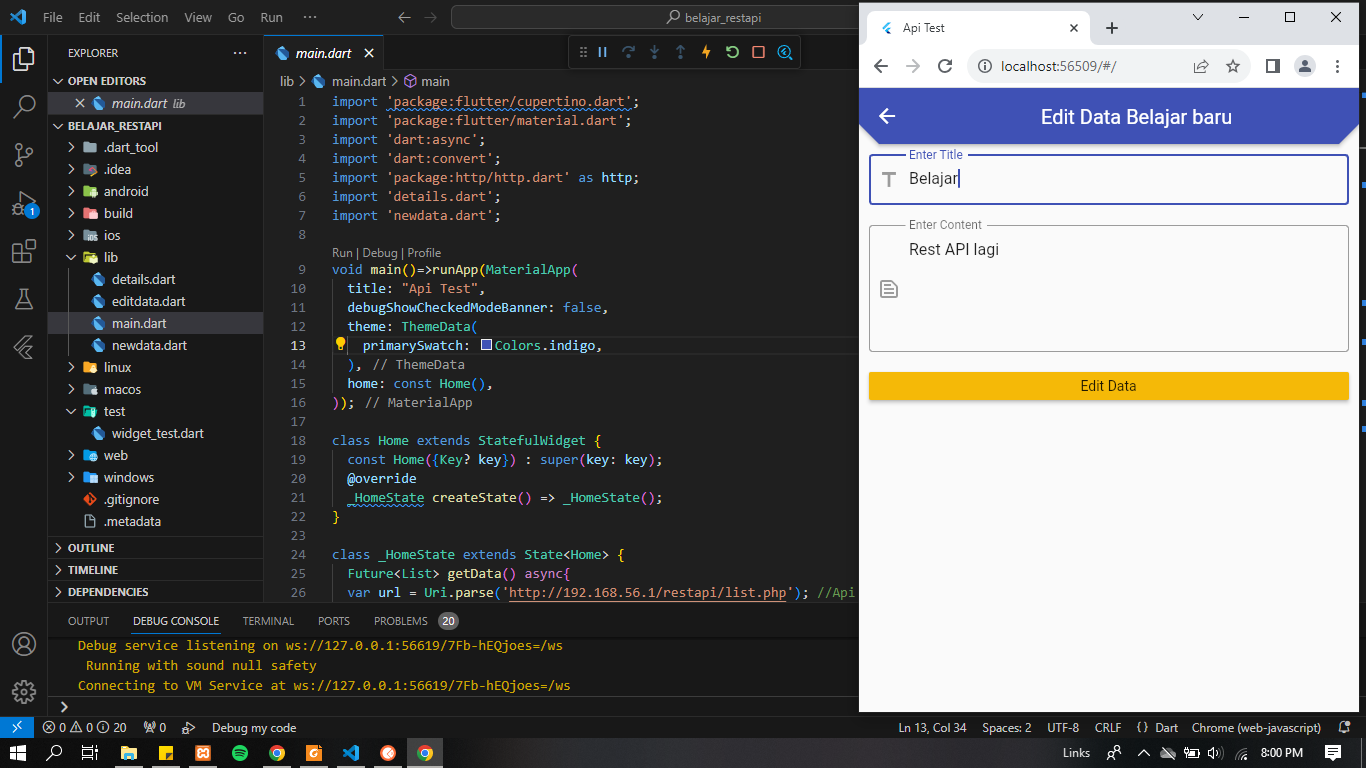 File Edit Selection View Go Run ···
belajar_restapi
EXPLORER
OPEN EDITORS
main.dart lib
BELAJAR_RESTAPI
.dart_tool
.idea
android
build
ios
lib
details.dart
editdata.dart
main.dart
newdata.dart
linux
macos
test
widget_test.dart
web
windows
.gitignore
.metadata
OUTLINE
TIMELINE
DEPENDENCIES
1
main.dart
lib > main.dart > main
1 import 'package:flutter/cupertino.dart';
2 import 'package:flutter/material.dart';
3 import 'dart:async';
4 import 'dart:convert';
5 import 'package:http/http.dart' as http;
6 import 'details.dart';
7 import 'newdata.dart';
8
Run | Debug | Profile
9 void main()=>runApp(MaterialApp(
10 title: "Api Test",
11 debugShowCheckedModeBanner: false,
12 theme: ThemeData(
13 primarySwatch: Colors.indigo,
14 ), // ThemeData
15 home: const Home(),
16 )); // MaterialApp
17
18 class Home extends StatefulWidget {
19 const Home({Key? key}) : super(key: key);
20 @override
21 _HomeState createState() => _HomeState();
22 }
23
24 class _HomeState extends State<Home> {
25 Future<List> getData() async{
26 var url = Uri.parse('http://192.168.56.1/restapi/list.php'); //Api
OUTPUT DEBUG CONSOLE TERMINAL PORTS PROBLEMS 20
Debug service listening on ws://127.0.0.1:56619/7Fb-hEQjoes=/ws
Running with sound null safety
Connecting to VM Service at ws://127.0.0.1:56619/7Fb-hEQjoes=/ws
Api Test
localhost:56509/#/
Edit Data Belajar baru
Enter Title
Belajar
Enter Content
Rest API lagi
Edit Data
0 0 20 0 Debug my code Ln 13, Col 34 Spaces: 2 UTF-8 CRLF { } Dart Chrome (web-javascript)
Links 8:00 PM